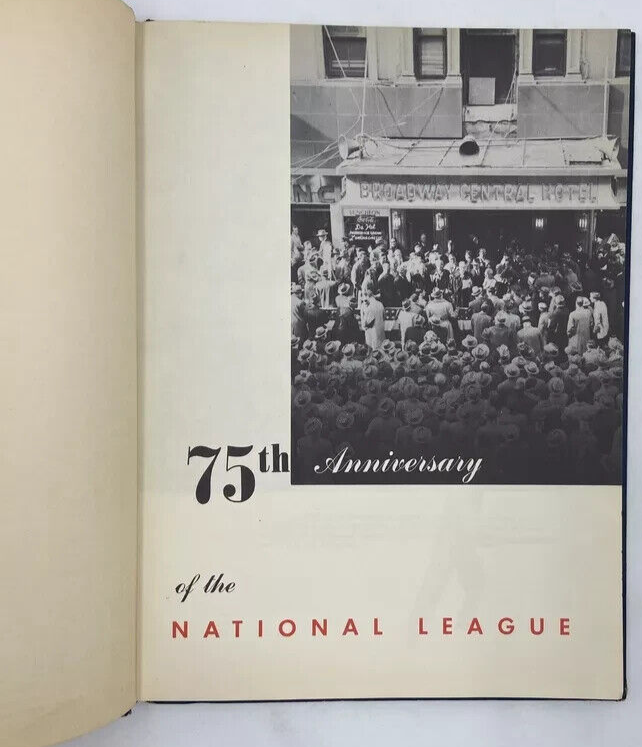 BROADWAY CENTRAL HOTEL
75th Anniversary
of the
NATIONAL LEAGUE